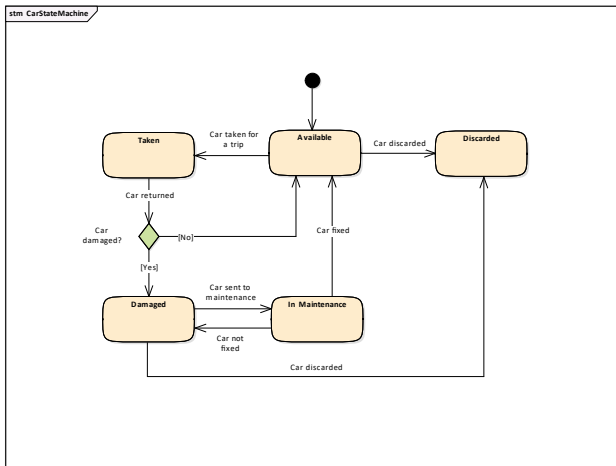 stm CarStateMachine
Taken
Car taken for
a trip
Available
Car discarded
Discarded
Car returned
Car
damaged?
[No]
Car fixed
[Yes]
Damaged
Car sent to
maintenance
In Maintenance
Car not
fixed
Car discarded